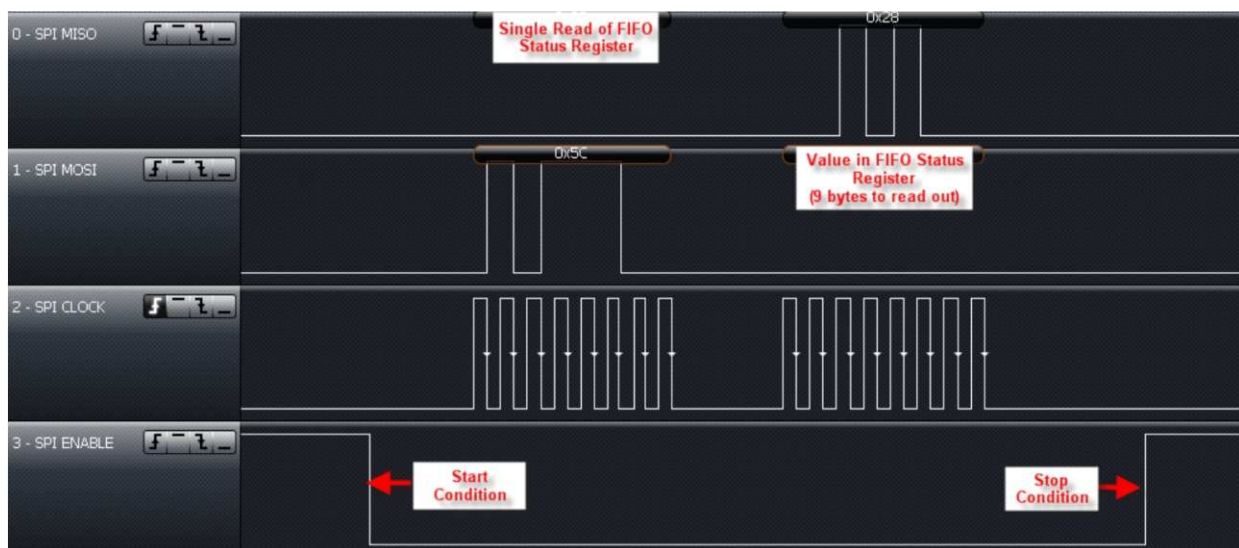 0 - SPI MISO
Single Read of FIFO
Status Register
0x28
1 - SPI MOSI
0x5C
Value in FIFO Status
Register
(9 bytes to read out)
2 - SPI CLOCK
3 - SPI ENABLE
Start
Condition
Stop
Condition